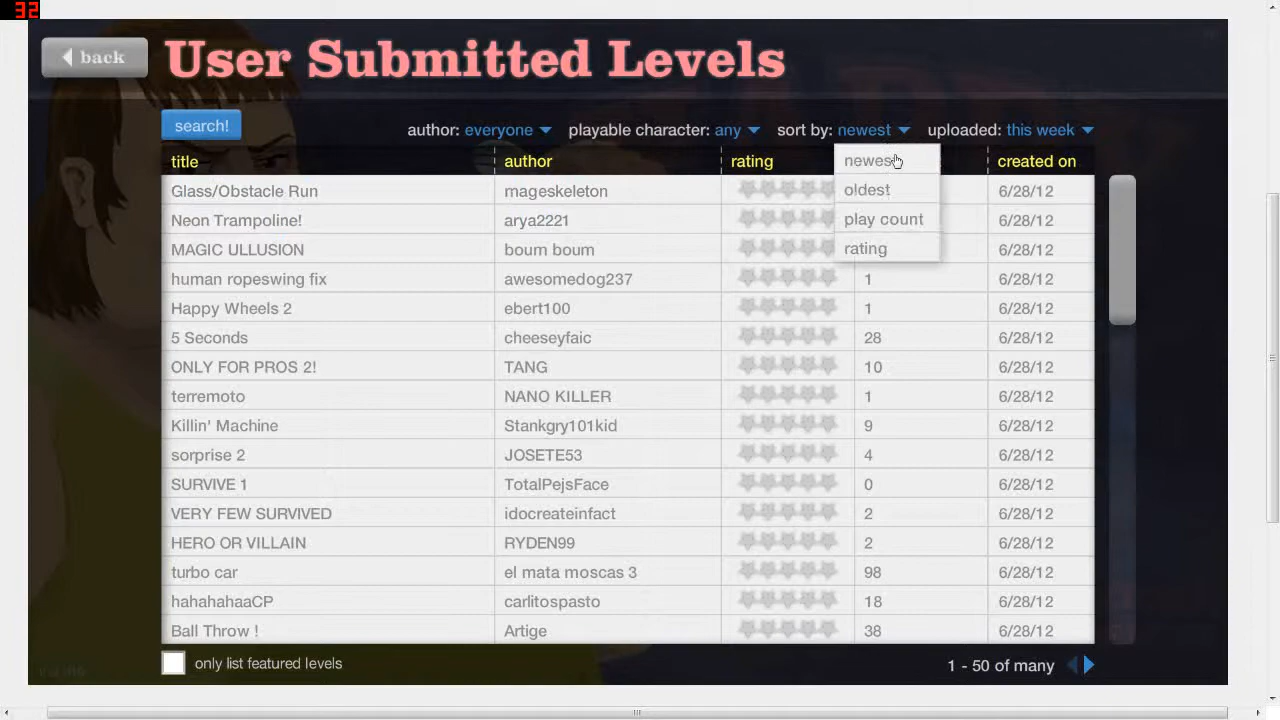 32
back
User Submitted Levels
search!
author: everyone playable character: any sort by: newest uploaded: this week
title author rating created on
newest
oldest
play count
rating
Glass/Obstacle Run mageskeleton 6/28/12
Neon Trampoline! arya2221 6/28/12
MAGIC ULLUSION boum boum 6/28/12
human ropeswing fix awesomedog237 1 6/28/12
Happy Wheels 2 ebert100 1 6/28/12
5 Seconds cheeseyfaic 28 6/28/12
ONLY FOR PROS 2! TANG 10 6/28/12
terremoto NANO KILLER 1 6/28/12
Killin' Machine Stankgry101kid 9 6/28/12
sorprise 2 JOSETE53 4 6/28/12
SURVIVE 1 TotalPejsFace 0 6/28/12
VERY FEW SURVIVED idocreateinfact 2 6/28/12
HERO OR VILLAIN RYDEN99 2 6/28/12
turbo car el mata moscas 3 98 6/28/12
hahahahaaCP carlitospasto 18 6/28/12
Ball Throw ! Artige 38 6/28/12
only list featured levels 1 - 50 of many